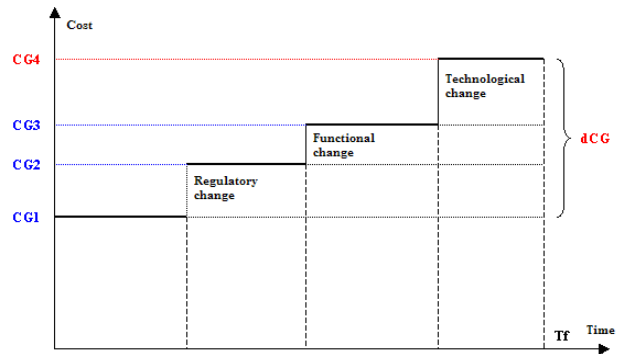 Cost
CG4
Technological
change
CG3
Functional
change
dCG
CG2
Regulatory
change
CG1
Tf
Time